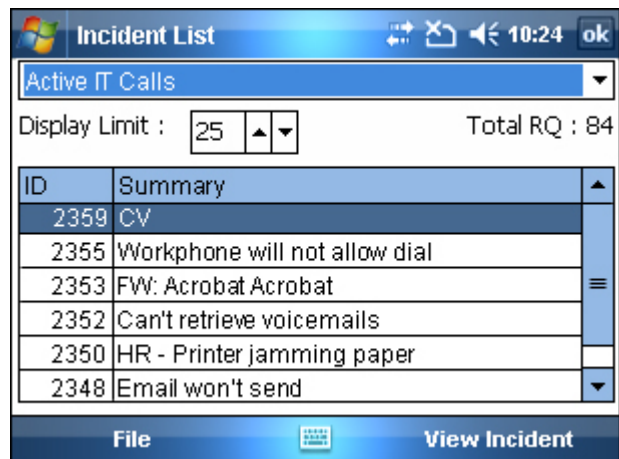 Incident List 10:24 ok
Active IT Calls
Display Limit : 25 Total RQ : 84
ID Summary
2359 CV
2355 Workphone will not allow dial
2353 FW: Acrobat Acrobat
2352 Can't retrieve voicemails
2350 HR - Printer jamming paper
2348 Email won't send
File View Incident